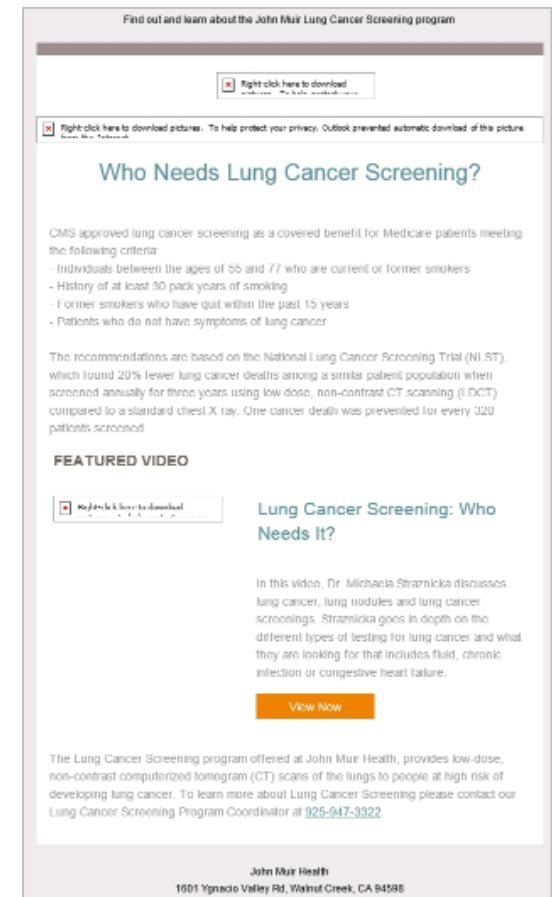 Find out and learn about the John Muir Lung Cancer Screening program
Right-click here to download
pictures. To help protect your
Right-click here to download pictures. To help protect your privacy, Outlook prevented automatic download of this picture
from the Internet.
Who Needs Lung Cancer Screening?
CMS approved lung cancer screening as a covered benefit for Medicare patients meeting
the following criteria:
- Individuals between the ages of 55 and 77 who are current or former smokers
- History of at least 30 pack years of smoking
- Former smokers who have quit within the past 15 years
- Patients who do not have symptoms of lung cancer
The recommendations are based on the National Lung Cancer Screening Trial (NLST),
which found 20% fewer lung cancer deaths among a similar patient population when
screened annually for three years using low dose, non-contrast CT scanning (LDCT)
compared to a standard chest X ray. One cancer death was prevented for every 320
patients screened
FEATURED VIDEO
Right-click here to download
Lung Cancer Screening: Who
Needs It?
In this video, Dr. Michaela Straznicka discusses
lung cancer, lung nodules and lung cancer
screenings. Straznicka goes in depth on the
different types of testing for lung cancer and what
they are looking for that includes fluid, chronic
infection or congestive heart failure.
View Now
The Lung Cancer Screening program offered at John Muir Health, provides low-dose,
non-contrast computerized tomogram (CT) scans of the lungs to people at high risk of
developing lung cancer. To learn more about Lung Cancer Screening please contact our
Lung Cancer Screening Program Coordinator at 925-947-3322.
John Muir Health
1601 Ygnacio Valley Rd, Walnut Creek, CA 94598